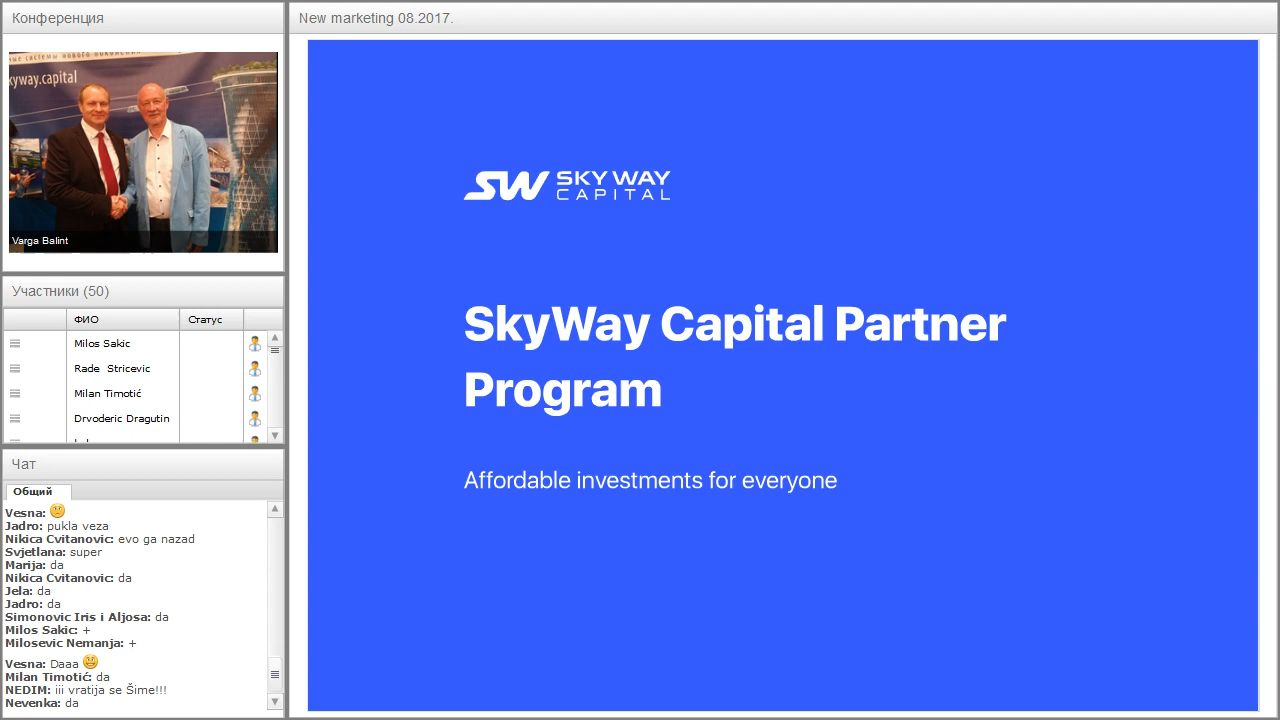 Конференция
kyway.capital
Varga Balint
Участники (50)
ФИО Статус
Milos Sakic
Rade Stricevic
Milan Timotić
Drvoderic Dragutin
Чат
Общий
Vesna:
Jadro: pukla veza
Nikica Cvitanovic: evo ga nazad
Svjetlana: super
Marija: da
Nikica Cvitanovic: da
Jela: da
Jadro: da
Simonovic Iris i Aljosa: da
Milos Sakic: +
Milosevic Nemanja: +
Vesna: Daaa
Milan Timotić: da
NEDIM: iii vratija se Šime!!!
Nevenka: da
New marketing 08.2017.
SW SKY WAY
CAPITAL
SkyWay Capital Partner
Program
Affordable investments for everyone